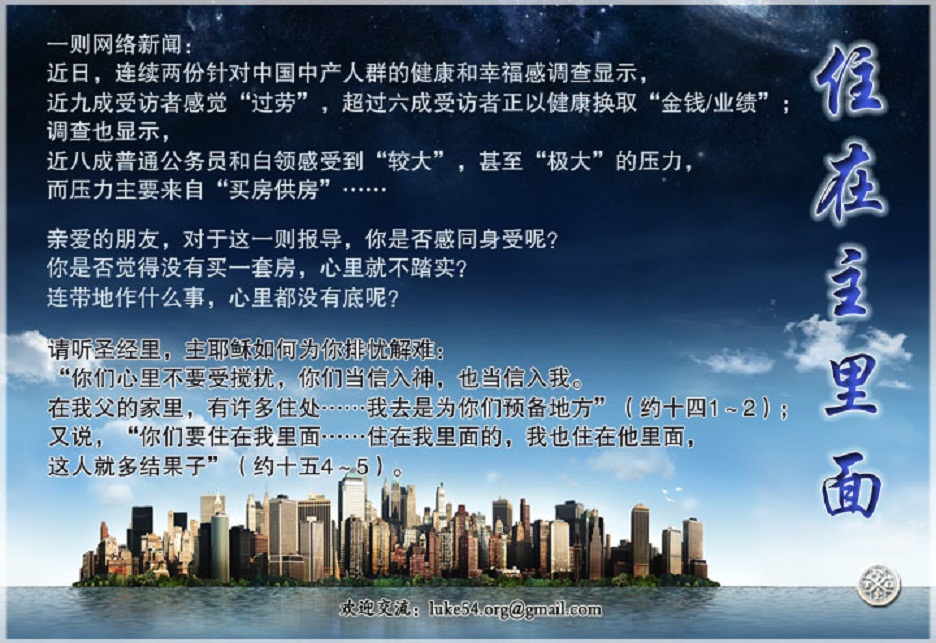 一则网络新闻：
近日，连续两份针对中国中产人群的健康和幸福感调查显示，
近九成受访者感觉“过劳”，超过六成受访者正以健康换取“金钱/业绩”；
调查也显示，
近八成普通公务员和白领感受到“较大”，甚至“极大”的压力，
而压力主要来自“买房供房”……
亲爱的朋友，对于这一则报导，你是否感同身受呢？
你是否觉得没有买一套房，心里就不踏实？
连带地作什么事，心里都没有底呢？
请听圣经里，主耶稣如何为你排忧解难：
“你们心里不要受搅扰，你们当信入神，也当信入我。
在我父的家里，有许多住处……我去是为你们预备地方”（约十四1～2）；
又说，“你们要住在我里面……住在我里面的，我也住在他里面，
这人就多结果子”（约十五4～5）。
住在主里面
欢迎交流：luke54.org@gmail.com